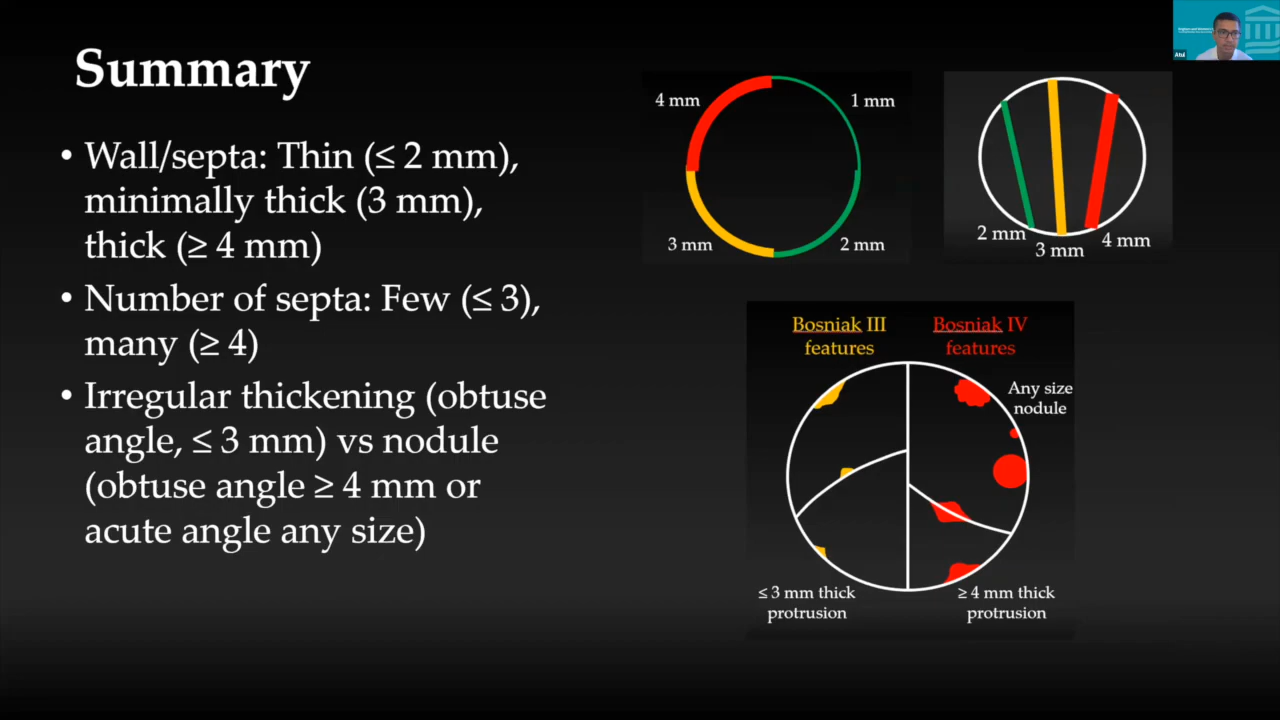 Summary
• Wall/septa: Thin (≤ 2 mm),
minimally thick (3 mm),
thick (≥ 4 mm)
• Number of septa: Few (≤ 3),
many (≥ 4)
• Irregular thickening (obtuse
angle, ≤ 3 mm) vs nodule
(obtuse angle ≥ 4 mm or
acute angle any size)
4 mm
1 mm
3 mm
2 mm
2 mm
3 mm
4 mm
Bosniak III
features
Bosniak IV
features
Any size
nodule
≤ 3 mm thick
protrusion
≥ 4 mm thick
protrusion
Atul